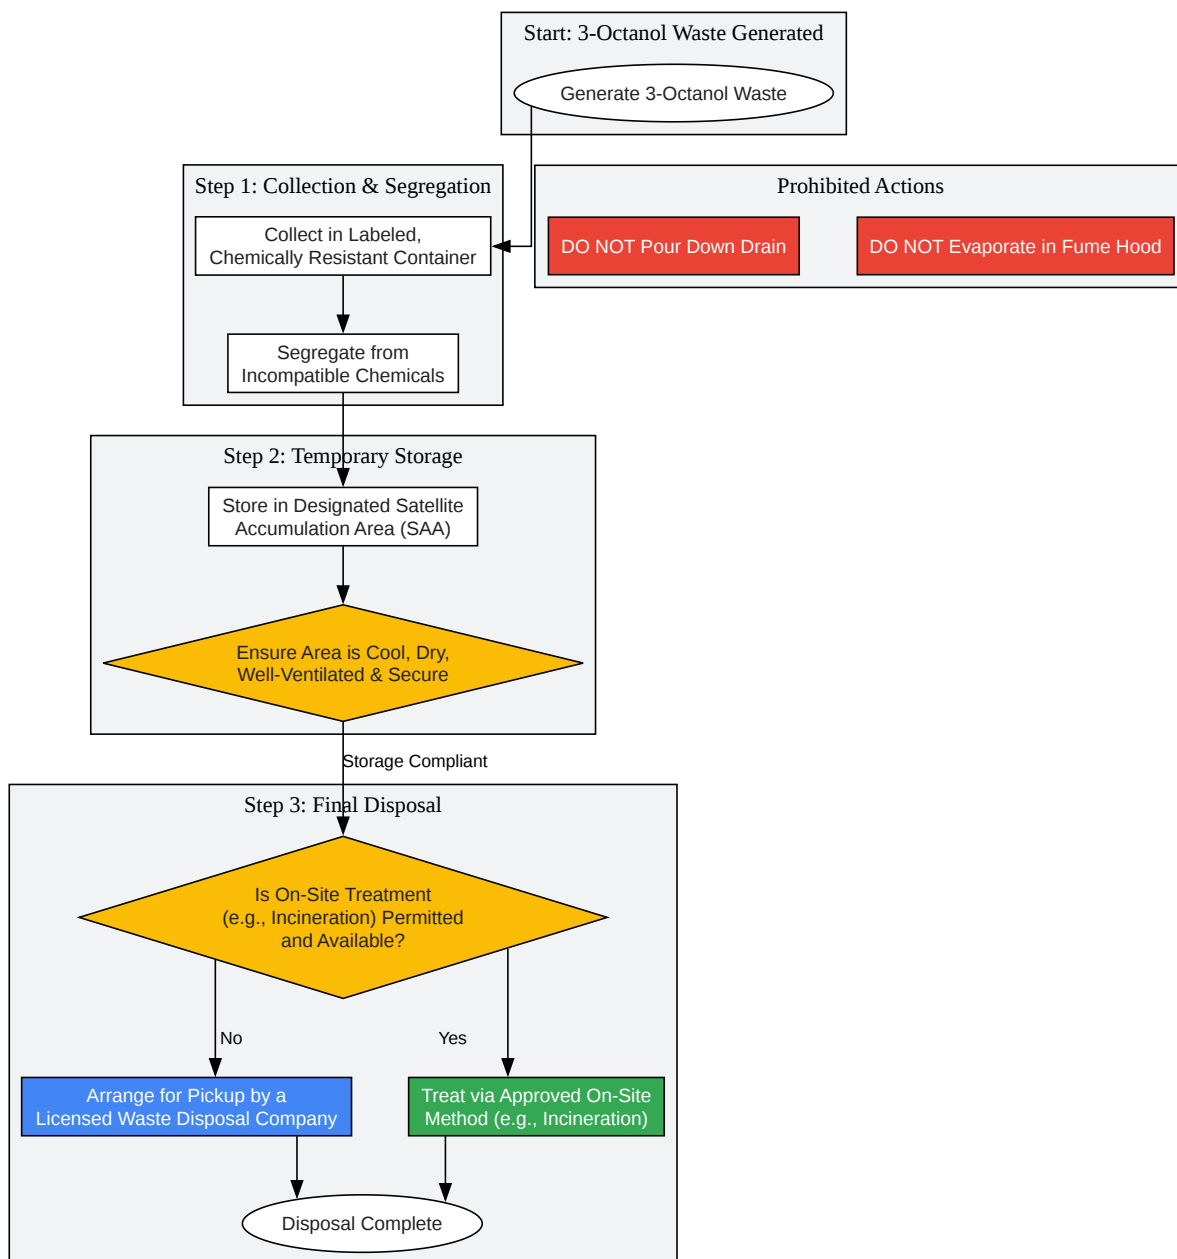 Start: 3-Octanol Waste Generated
Generate 3-Octanol Waste
Step 1: Collection & Segregation
Collect in Labeled,
Chemically Resistant Container
Segregate from
Incompatible Chemicals
Prohibited Actions
DO NOT Pour Down Drain
DO NOT Evaporate in Fume Hood
Step 2: Temporary Storage
Store in Designated Satellite
Accumulation Area (SAA)
Ensure Area is Cool, Dry,
Well-Ventilated & Secure
Storage Compliant
Step 3: Final Disposal
Is On-Site Treatment
(e.g., Incineration) Permitted
and Available?
No
Yes
Arrange for Pickup by a
Licensed Waste Disposal Company
Treat via Approved On-Site
Method (e.g., Incineration)
Disposal Complete